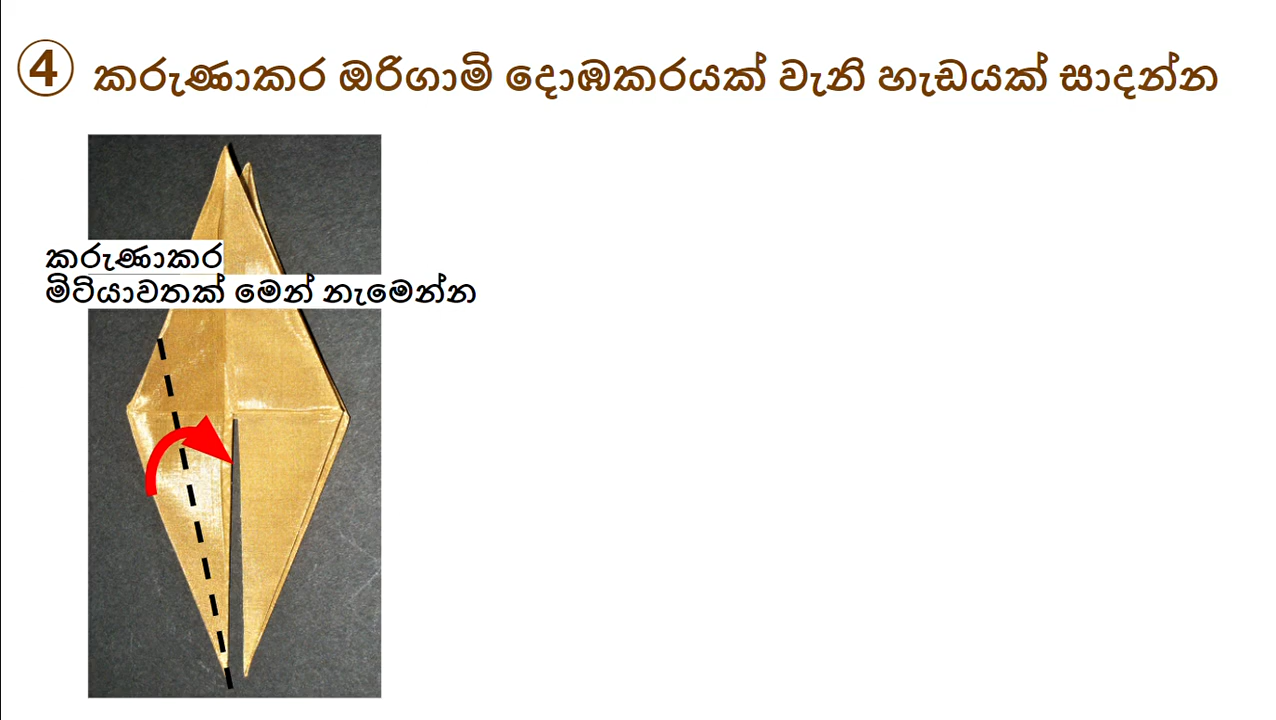 ④ කරුණාකර ඔරිගාමි දොඹකරයක් වැනි හැඩයක් සාදන්න
කරුණාකර
මිටියාවතක් මෙන් නැමෙන්න